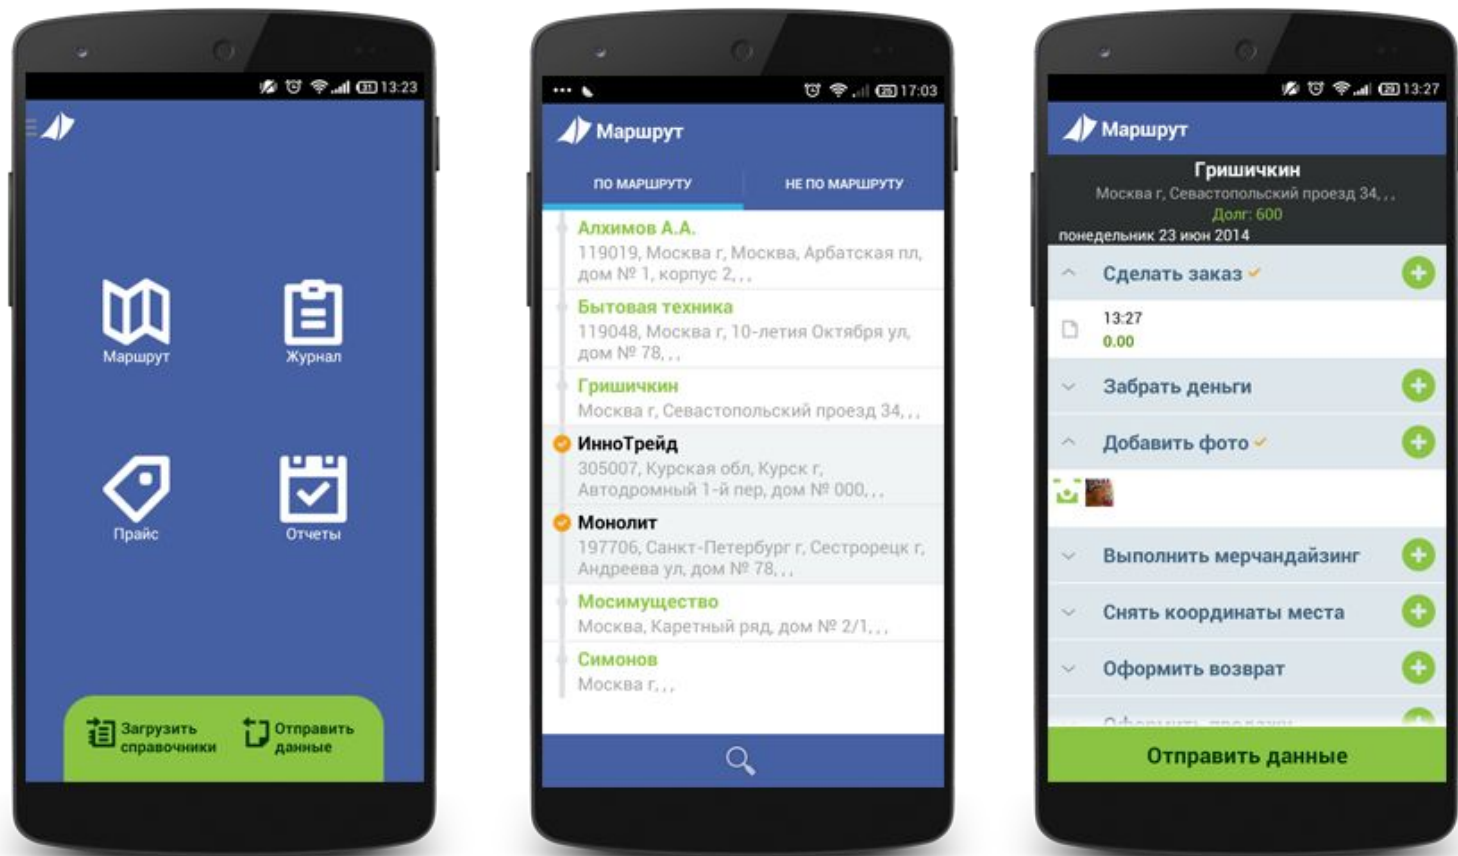 31 13:23
Маршрут
Журнал
Прайс
Отчеты
Загрузить справочники
Отправить данные
25 17:03
Маршрут
ПО МАРШРУТУ
НЕ ПО МАРШРУТУ
Алхимов А.А.
119019, Москва г, Москва, Арбатская пл,
дом № 1, корпус 2, , ,
Бытовая техника
119048, Москва г, 10-летия Октября ул,
дом № 78, , ,
Гришичкин
Москва г, Севастопольский проезд 34, , ,
ИнноТрейд
305007, Курская обл, Курск г,
Автодромный 1-й пер, дом № 000, , ,
Монолит
197706, Санкт-Петербург г, Сестрорецк г,
Андреева ул, дом № 78, , ,
Мосимущество
Москва, Каретный ряд, дом № 2/1, , ,
Симонов
Москва г, , ,
29 13:27
Маршрут
Гришичкин
Москва г, Севастопольский проезд 34, , ,
Долг: 600
понедельник 23 июн 2014
Сделать заказ
13:27
0.00
Забрать деньги
Добавить фото
Выполнить мерчандайзинг
Снять координаты места
Оформить возврат
Оформить продажу
Отправить данные